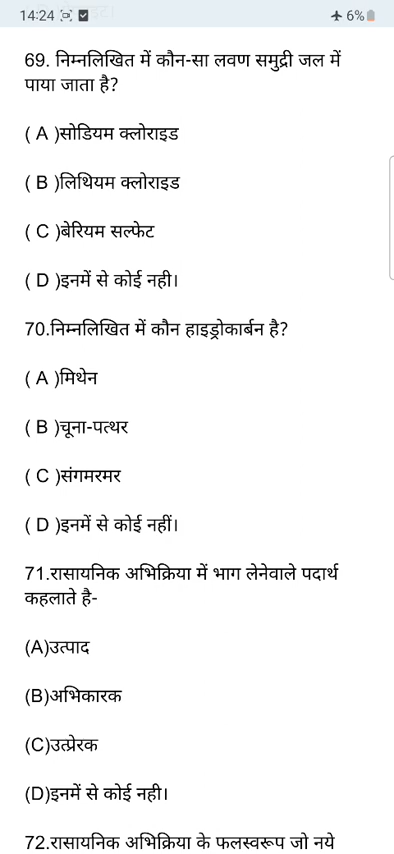 14:24
6%
69. निम्नलिखित में कौन-सा लवण समुद्री जल में
पाया जाता है?
( A )सोडियम क्लोराइड
( B )लिथियम क्लोराइड
( C )बेरियम सल्फेट
( D )इनमें से कोई नही।
70.निम्नलिखित में कौन हाइड्रोकार्बन है?
( A )मिथेन
( B )चूना-पत्थर
( C )संगमरमर
( D )इनमें से कोई नहीं।
71.रासायनिक अभिक्रिया में भाग लेनेवाले पदार्थ
कहलाते है-
(A)उत्पाद
(B)अभिकारक
(C)उत्प्रेरक
(D)इनमें से कोई नही।
72.रासायनिक अभिक्रिया के फलस्वरूप जो नये